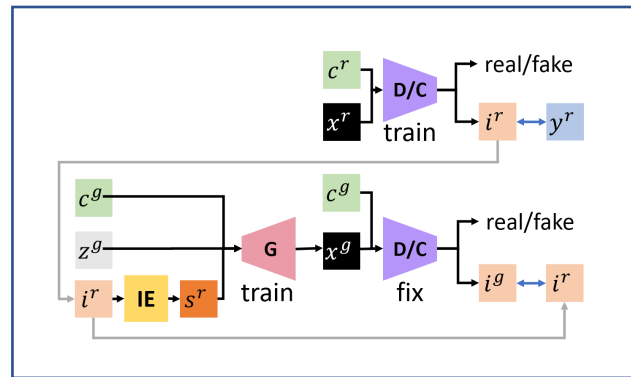 c^r
D/C
real/fake
x^r
train
i^r
y^r
c^g
c^g
real/fake
z^g
G
x^g
D/C
i^r
IE
s^r
train
fix
i^g
i^r